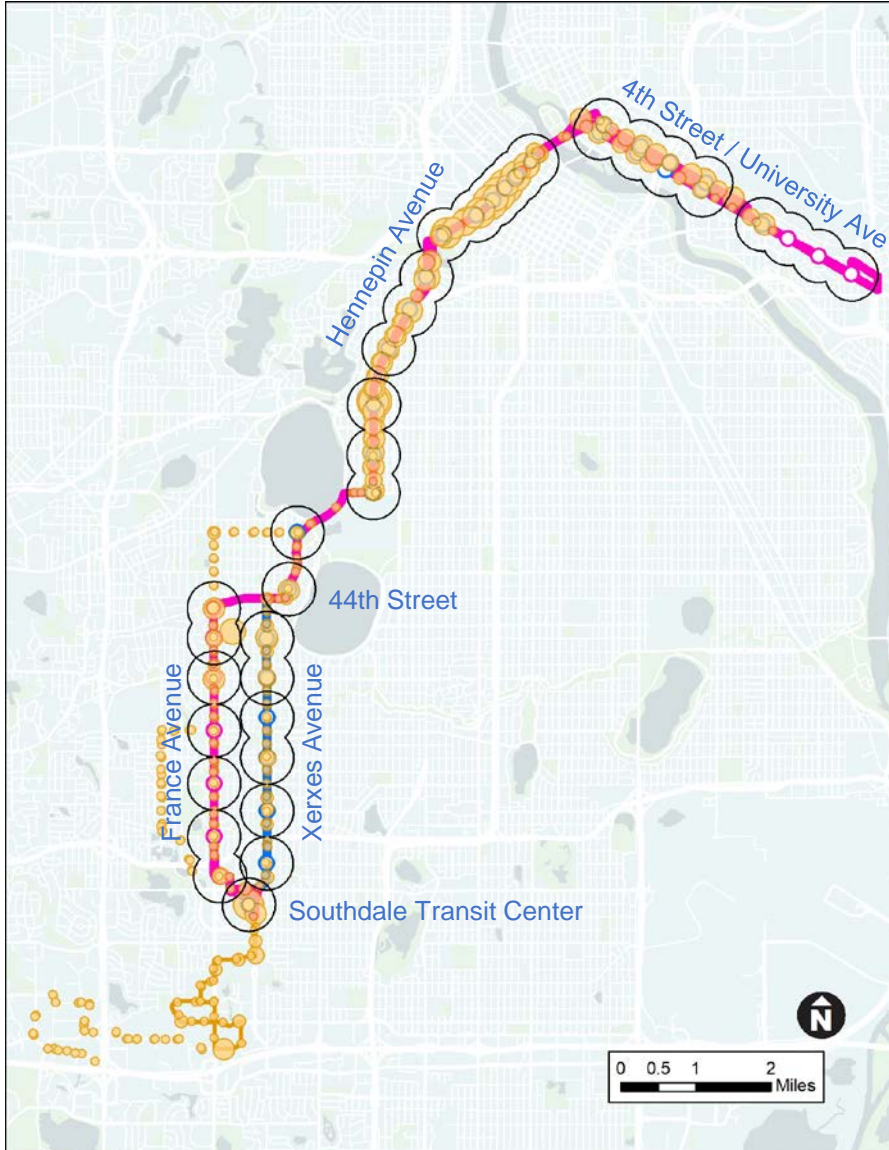 4th Street / University Ave
Hennepin Avenue
44th Street
France Avenue
Xerxes Avenue
Southdale Transit Center
N
0 0.5 1 2
Miles